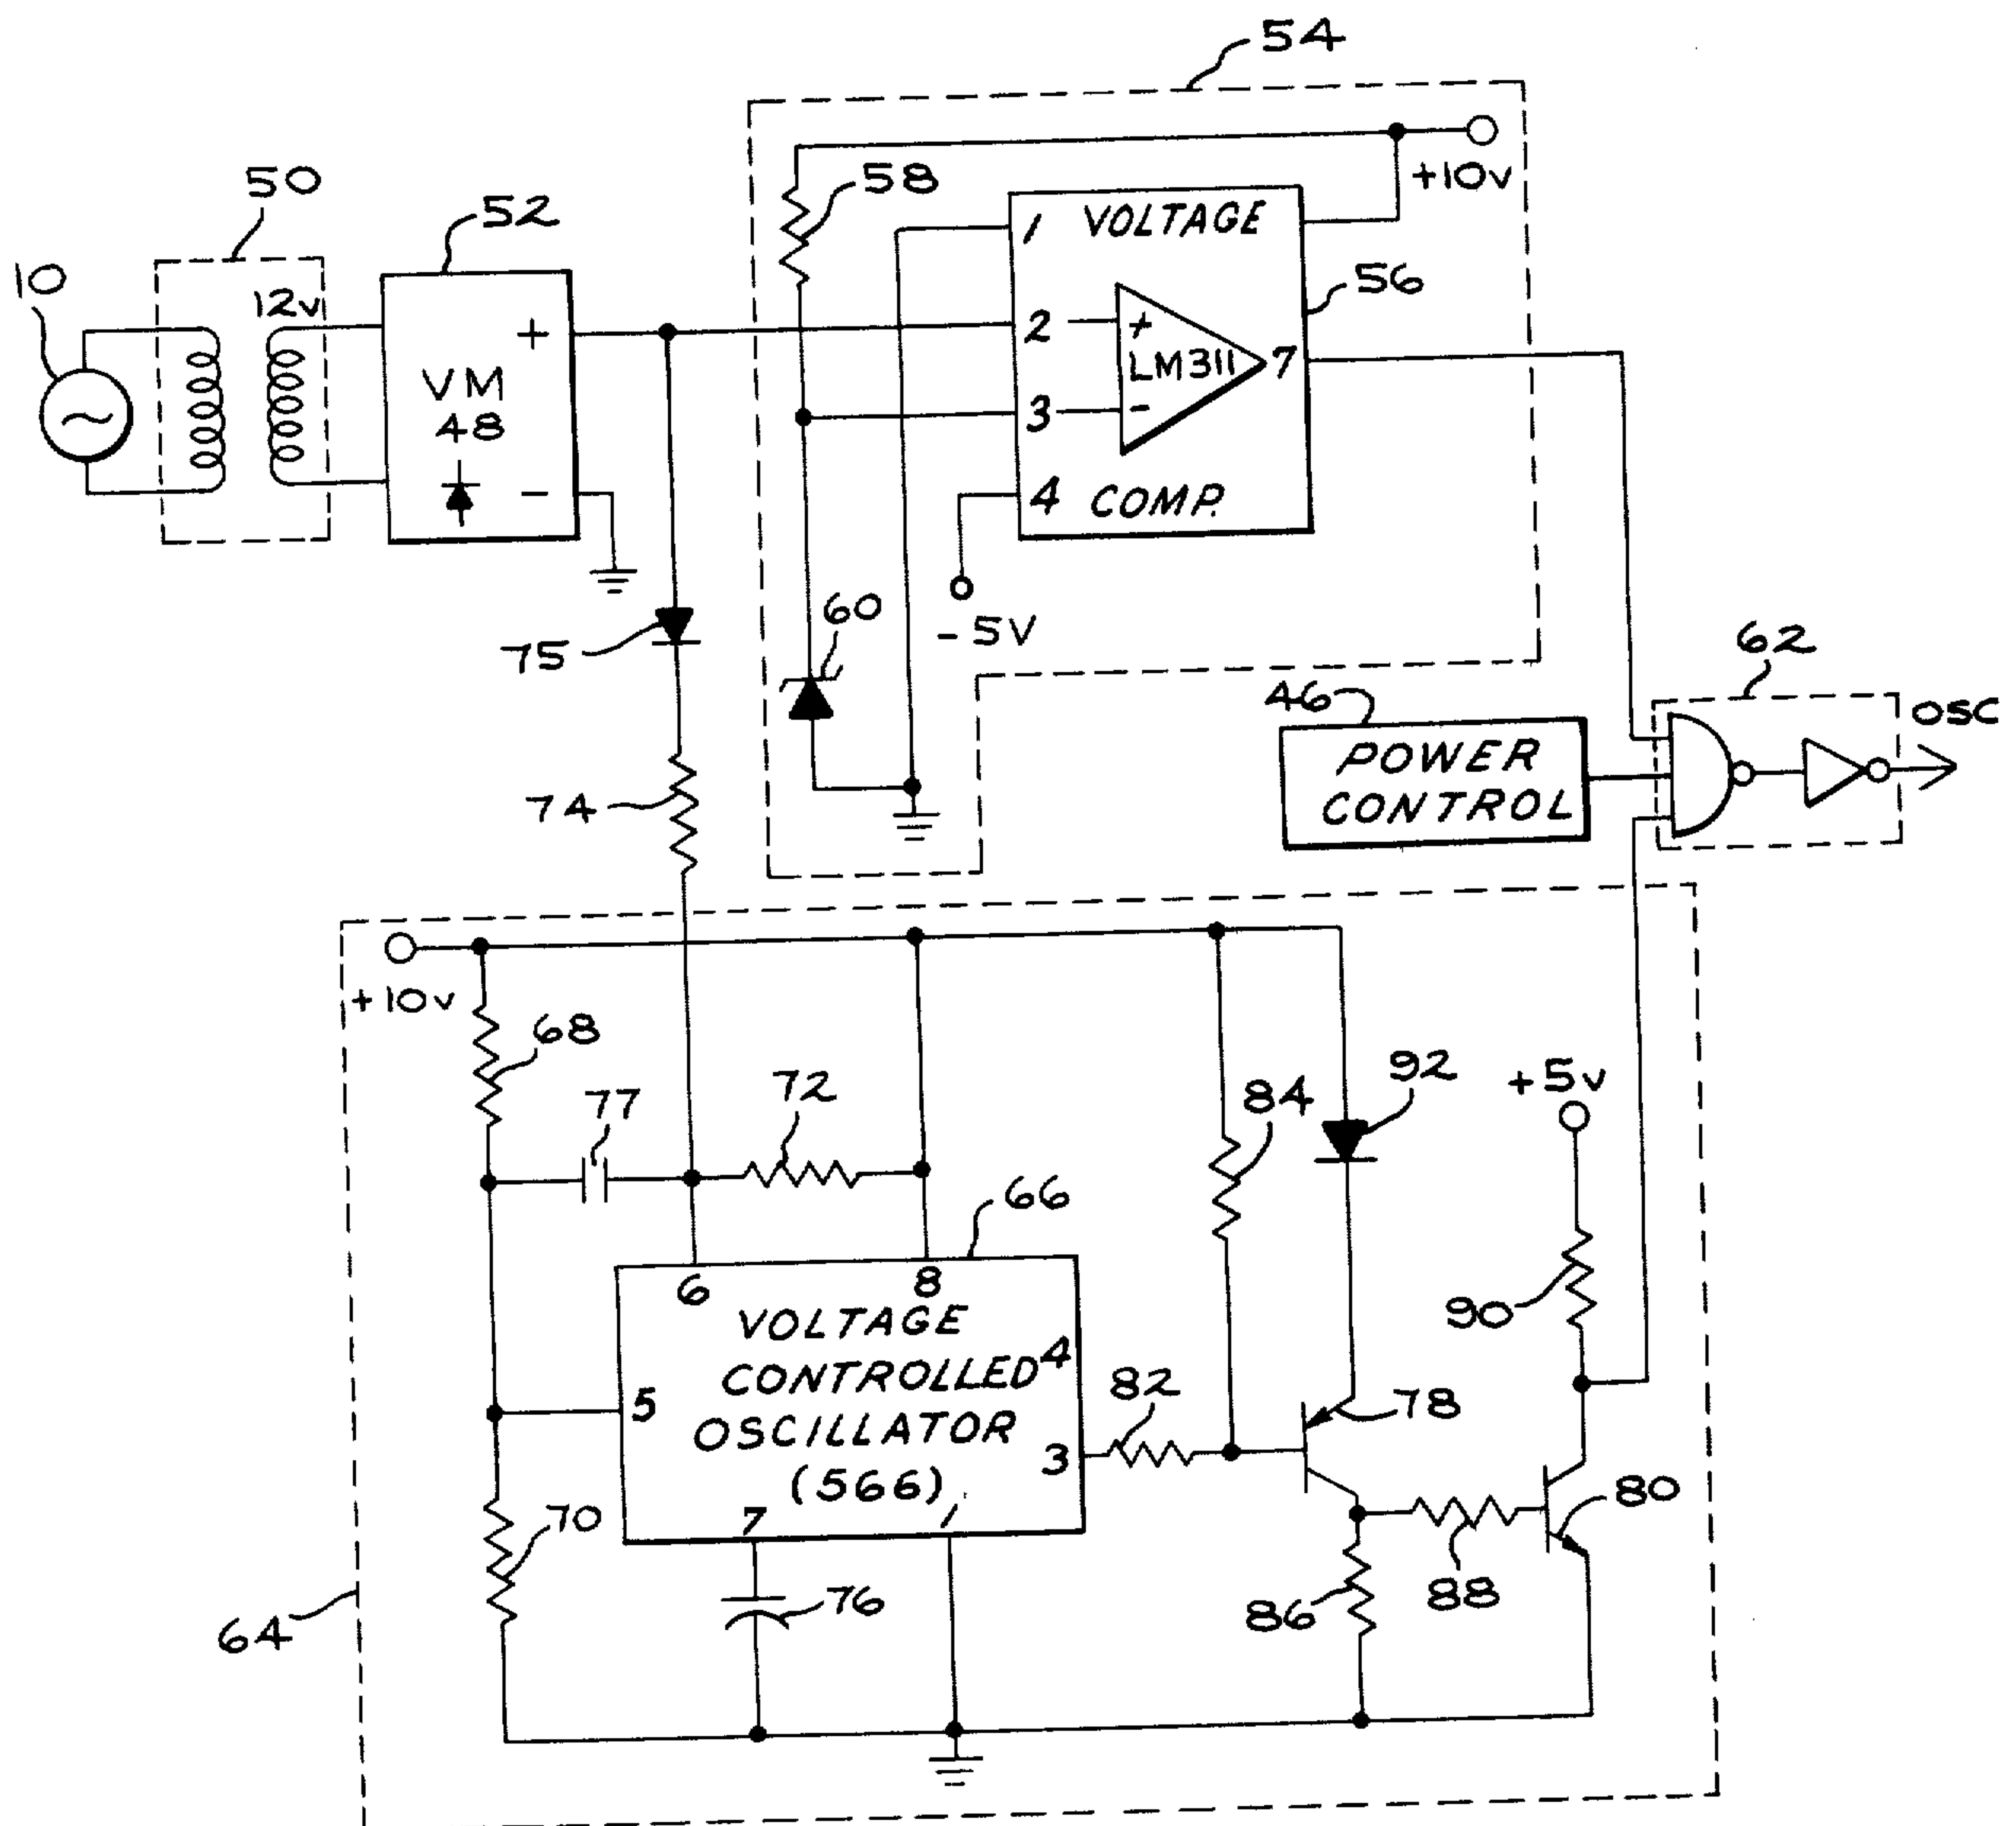 54
50
52
58
+10v
10
12v
1 VOLTAGE
56
+
2 +
VM
48
LM311 7
3 -
-
4 COMP.
60
-5V
75
62
46
OSC
POWER
CONTROL
74
+10v
68
77
72
84
92
+5v
66
6 8
VOLTAGE
CONTROLLED 4
90
5
82
78
OSCILLATOR
3
(566)
70
7 1
80
76
88
86
64